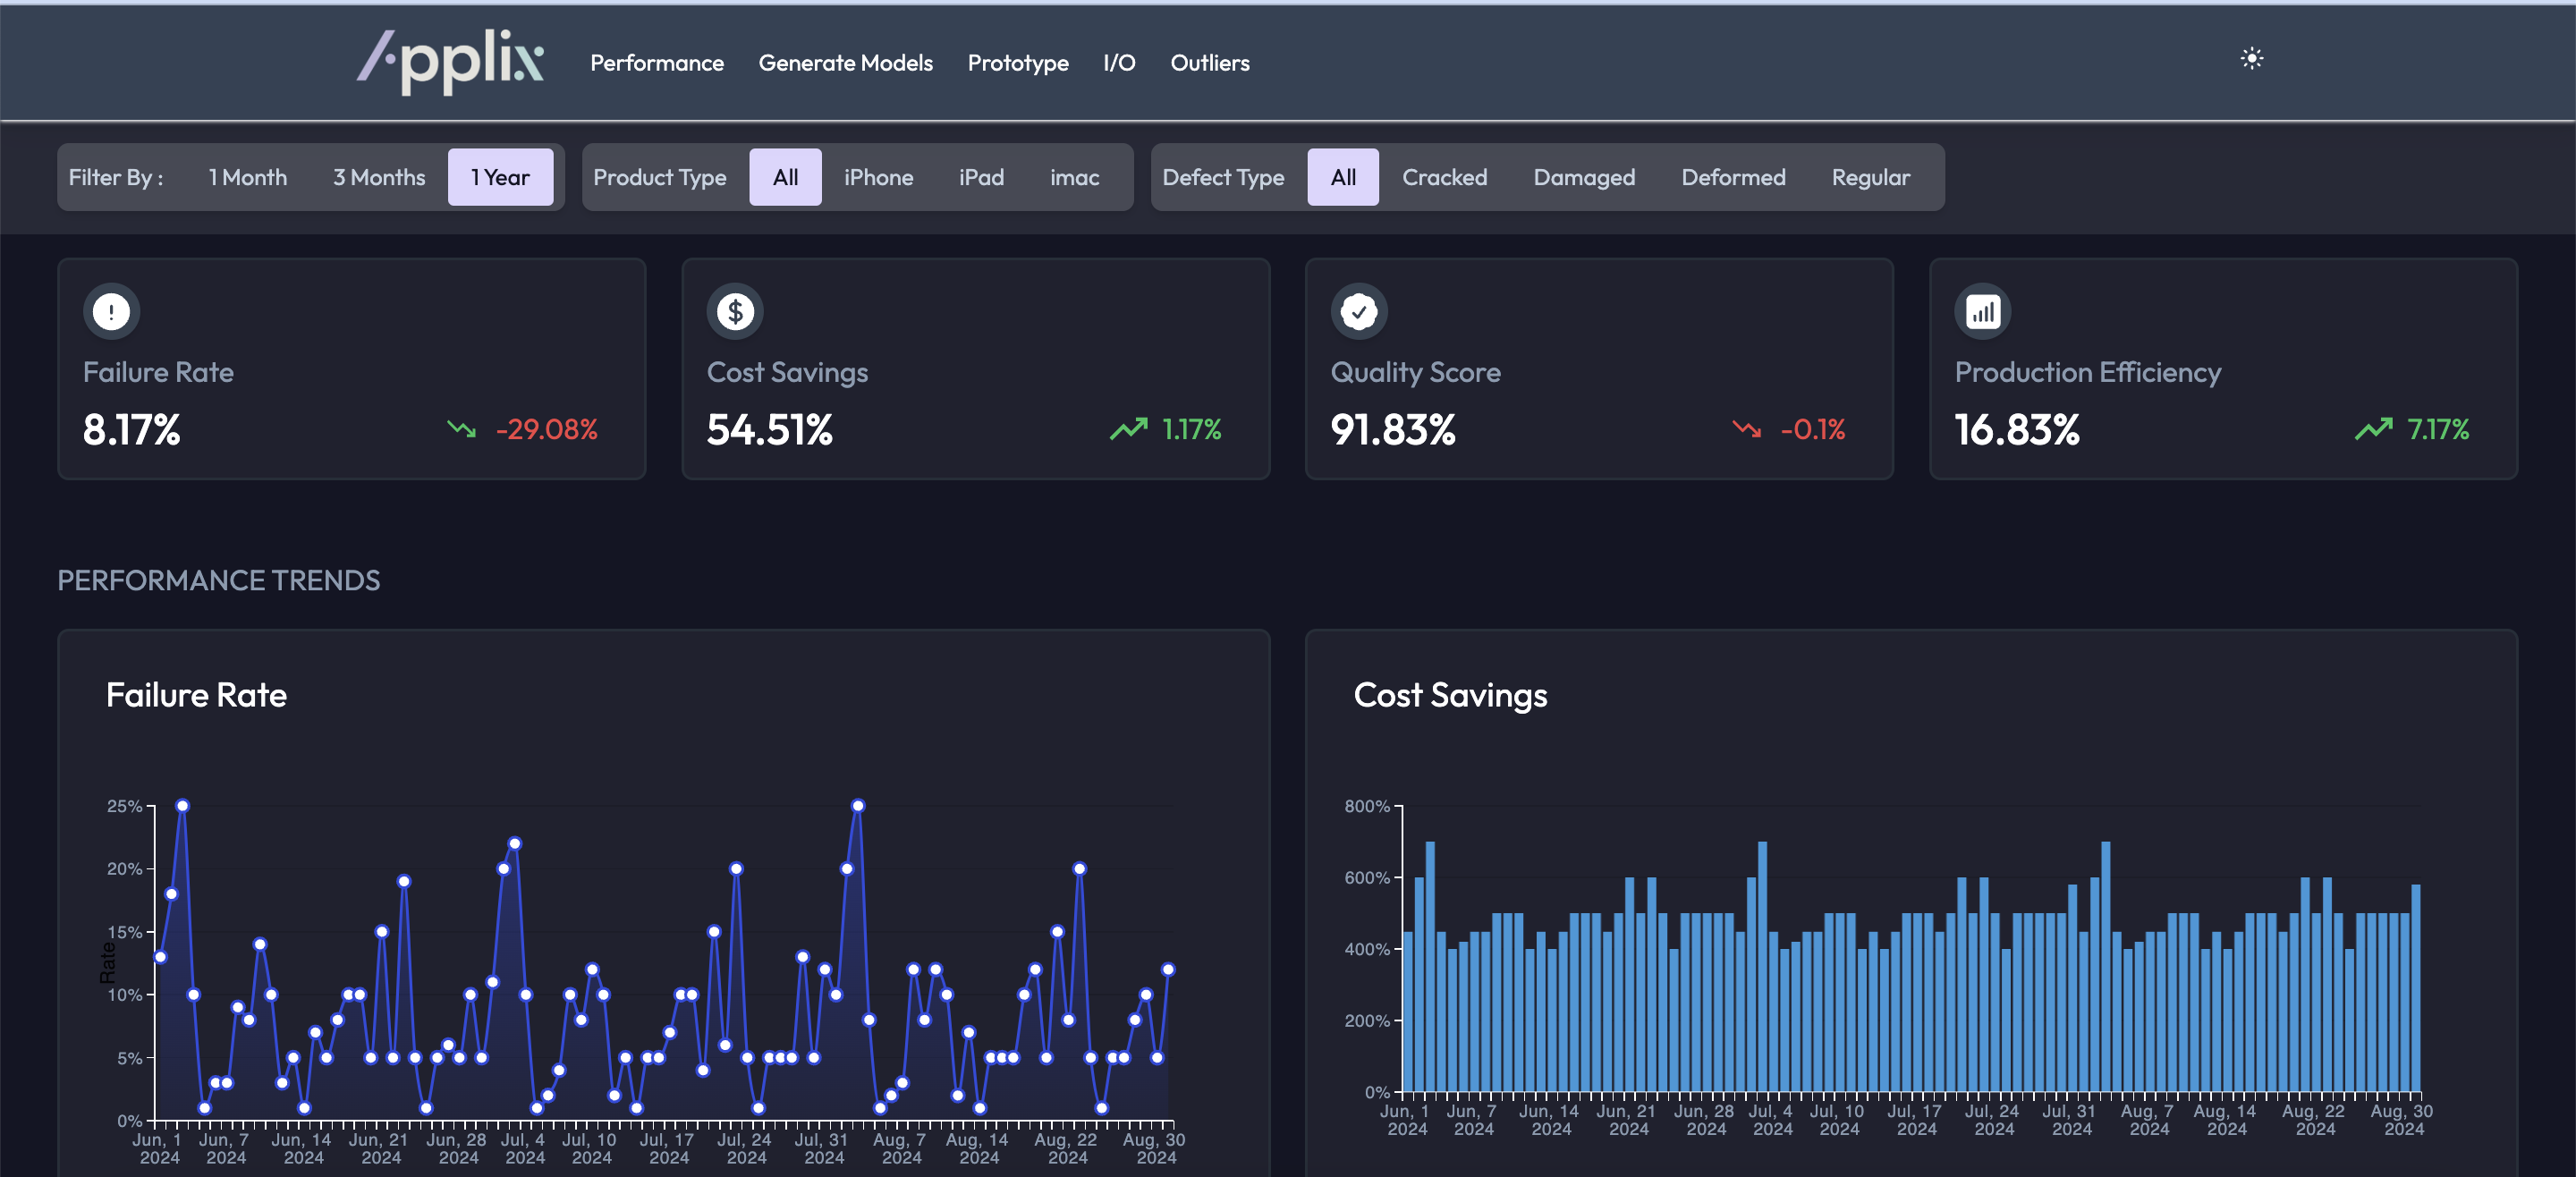 Applix Performance Generate Models Prototype I/O Outliers
Filter By : 1 Month 3 Months 1 Year Product Type All iPhone iPad imac Defect Type All Cracked Damaged Deformed Regular
Failure Rate
8.17% -29.08%
Cost Savings
54.51% 1.17%
Quality Score
91.83% -0.1%
Production Efficiency
16.83% 7.17%
PERFORMANCE TRENDS
Failure Rate
25%
20%
15%
Rate
10%
5%
0%
Jun, 1 2024 Jun, 7 2024 Jun, 14 2024 Jun, 21 2024 Jun, 28 2024 Jul, 4 2024 Jul, 10 2024 Jul, 17 2024 Jul, 24 2024 Jul, 31 2024 Aug, 7 2024 Aug, 14 2024 Aug, 22 2024 Aug, 30 2024
Cost Savings
800%
600%
400%
200%
0%
Jun, 1 2024 Jun, 7 2024 Jun, 14 2024 Jun, 21 2024 Jun, 28 2024 Jul, 4 2024 Jul, 10 2024 Jul, 17 2024 Jul, 24 2024 Jul, 31 2024 Aug, 7 2024 Aug, 14 2024 Aug, 22 2024 Aug, 30 2024